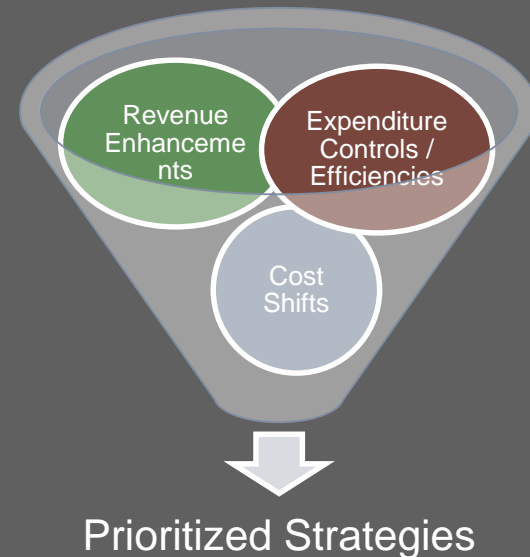 Revenue
Enhanceme
nts
Expenditure
Controls /
Efficiencies
Cost
Shifts
Prioritized Strategies